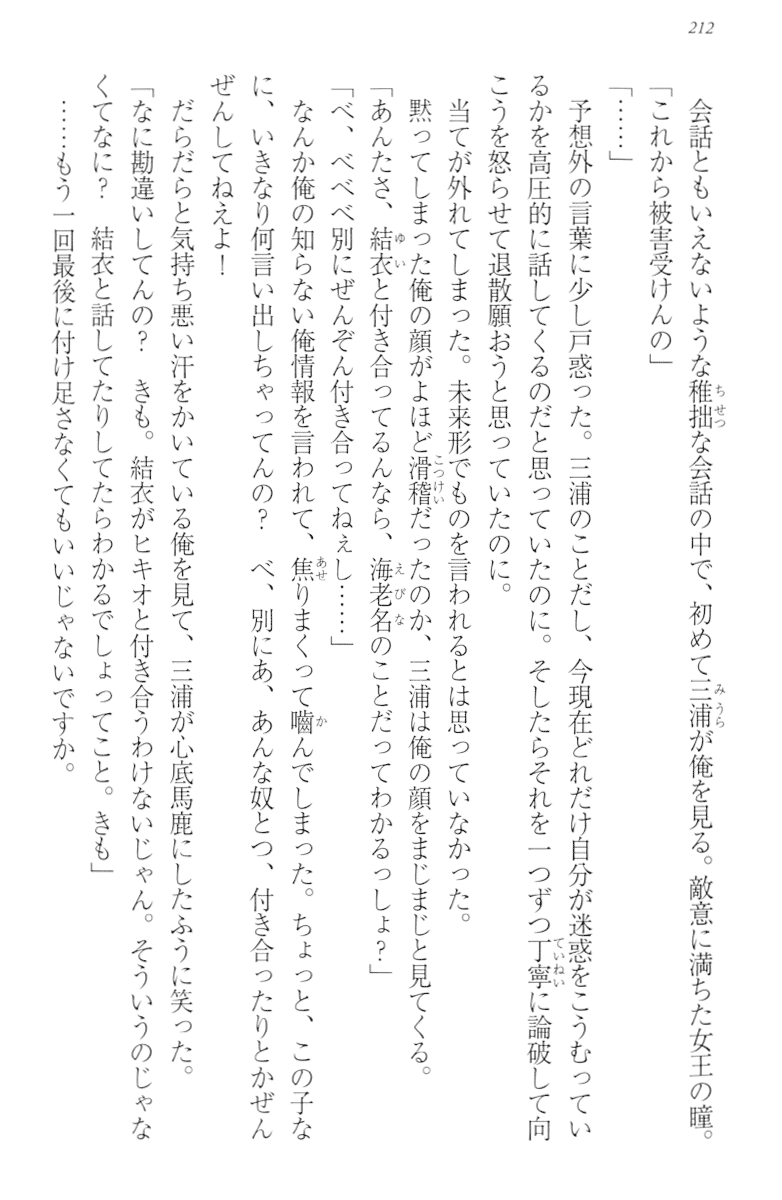 212
会話ともいえないような稚拙な会話の中で、初めて三浦が俺を見る。敵意に満ちた女王の瞳。
「これから被害受けんの」
「……」
予想外の言葉に少し戸惑った。三浦のことだし、今現在どれだけ自分が迷惑をこうむってい
るかを高圧的に話してくるのだと思っていたのに。そしたらそれを一つずつ丁寧に論破して向
こうを怒らせて退散願おうと思っていたのに。
当てが外れてしまった。未来形でものを言われるとは思っていなかった。
黙ってしまった俺の顔がよほど滑稽だったのか、三浦は俺の顔をまじまじと見てくる。
「あんたさ、結衣と付き合ってるんなら、海老名のことだってわかるっしょ？」
「べ、べべべ別にぜんぞん付き合ってねぇし……」
なんか俺の知らない俺情報を言われて、焦りまくって嚙んでしまった。ちょっと、この子な
に、いきなり何言い出しちゃってんの？　べ、別にあ、あんな奴とつ、付き合ったりとかぜん
ぜんしてねえよ！
だらだらと気持ち悪い汗をかいている俺を見て、三浦が心底馬鹿にしたふうに笑った。
「なに勘違いしてんの？　きも。結衣がヒキオと付き合うわけないじゃん。そういうのじゃな
くてなに？　結衣と話してたりしてたらわかるでしょってこと。きも」
……もう一回最後に付け足さなくてもいいじゃないですか。